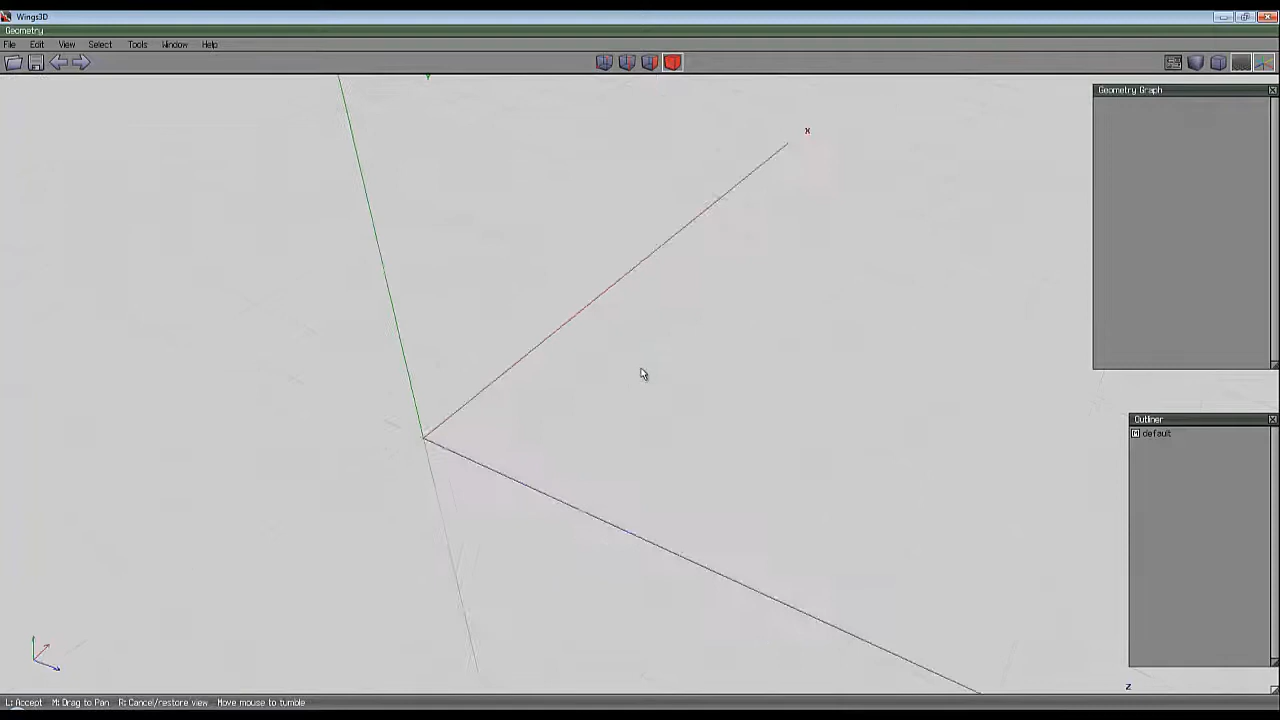 Wings3D
Geometry
File Edit View Select Tools Window Help
Geometry Graph
x
Outliner
M default
z
L: Accept M: Drag to Pan R: Cancel/restore view Move mouse to tumble